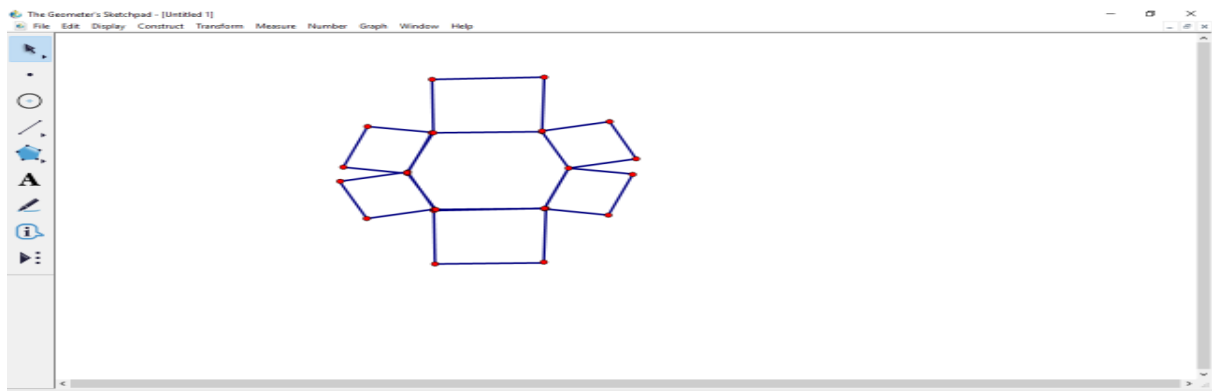 The Geometer's Sketchpad - [Untitled 1]
File Edit Display Construct Transform Measure Number Graph Window Help
A